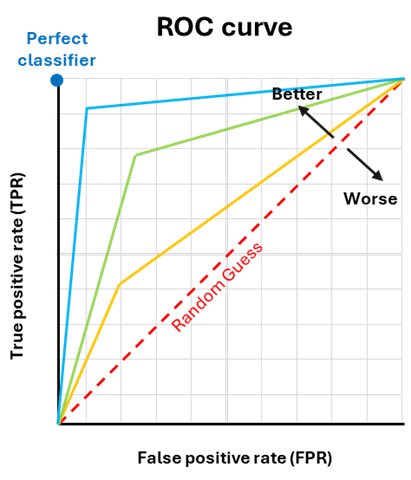 ROC curve
Perfect
classifier
Better
Worse
Random Guess
True positive rate (TPR)
False positive rate (FPR)